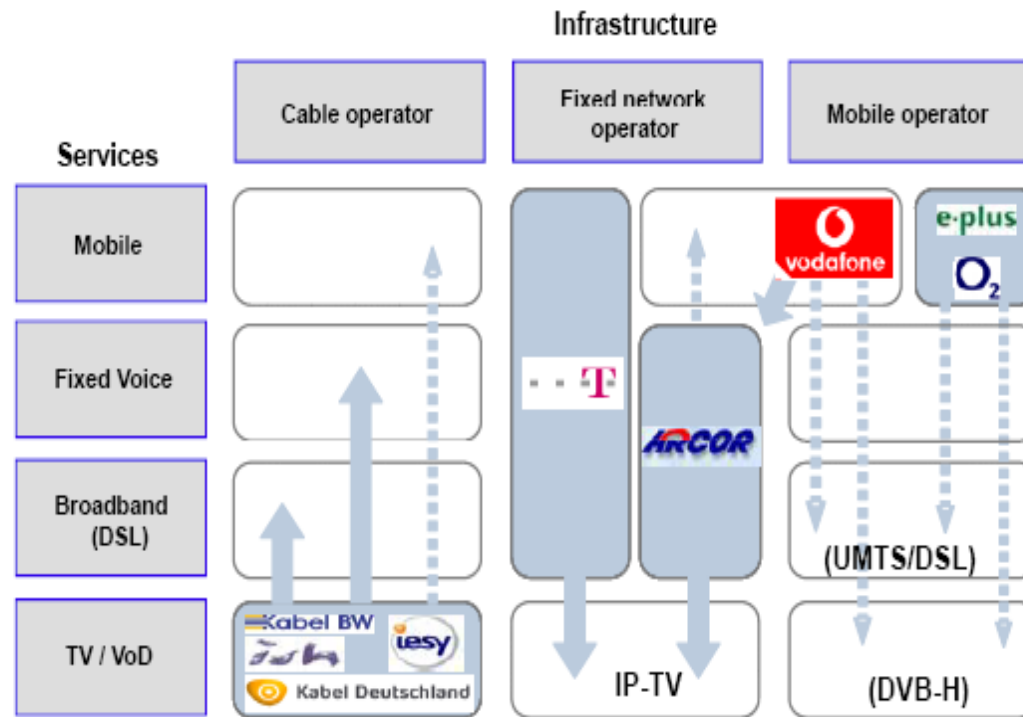 Infrastructure
Cable operator
Fixed network
operator
Mobile operator
Services
Mobile
vodafone
e·plus
O2
Fixed Voice
T
ARCOR
Broadband
(DSL)
(UMTS/DSL)
TV / VoD
Kabel BW
iesy
ish
Kabel Deutschland
IP-TV
(DVB-H)